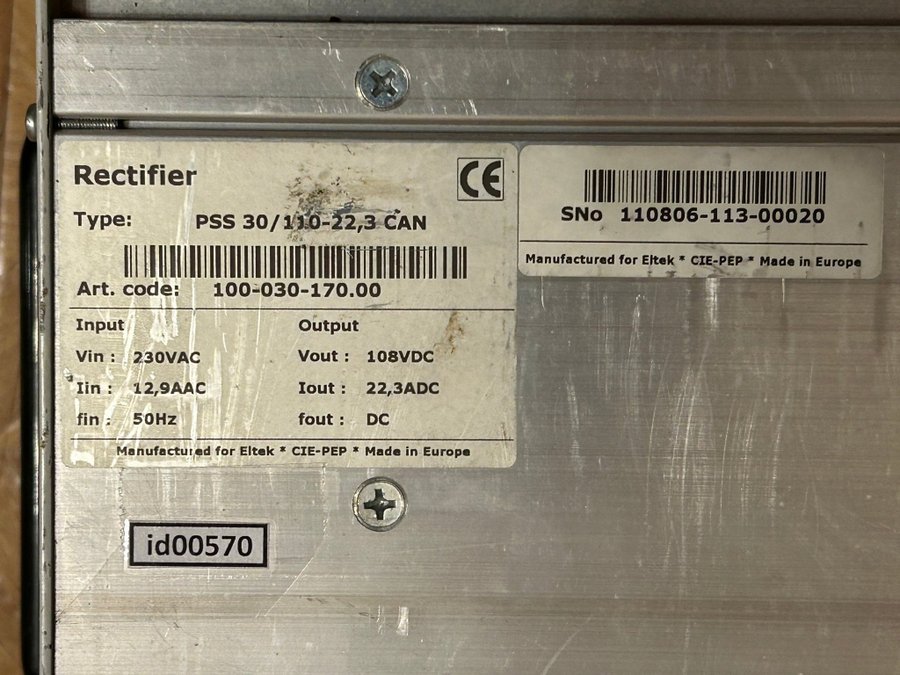 Rectifier
CE
Type: PSS 30/110-22,3 CAN
Art. code: 100-030-170.00
Input Output
Vin : 230VAC Vout : 108VDC
Iin : 12,9AAC Iout : 22,3ADC
fin : 50Hz fout : DC
Manufactured for Eltek * CIE-PEP * Made in Europe
SNo 110806-113-00020
Manufactured for Eltek * CIE-PEP * Made in Europe
id00570